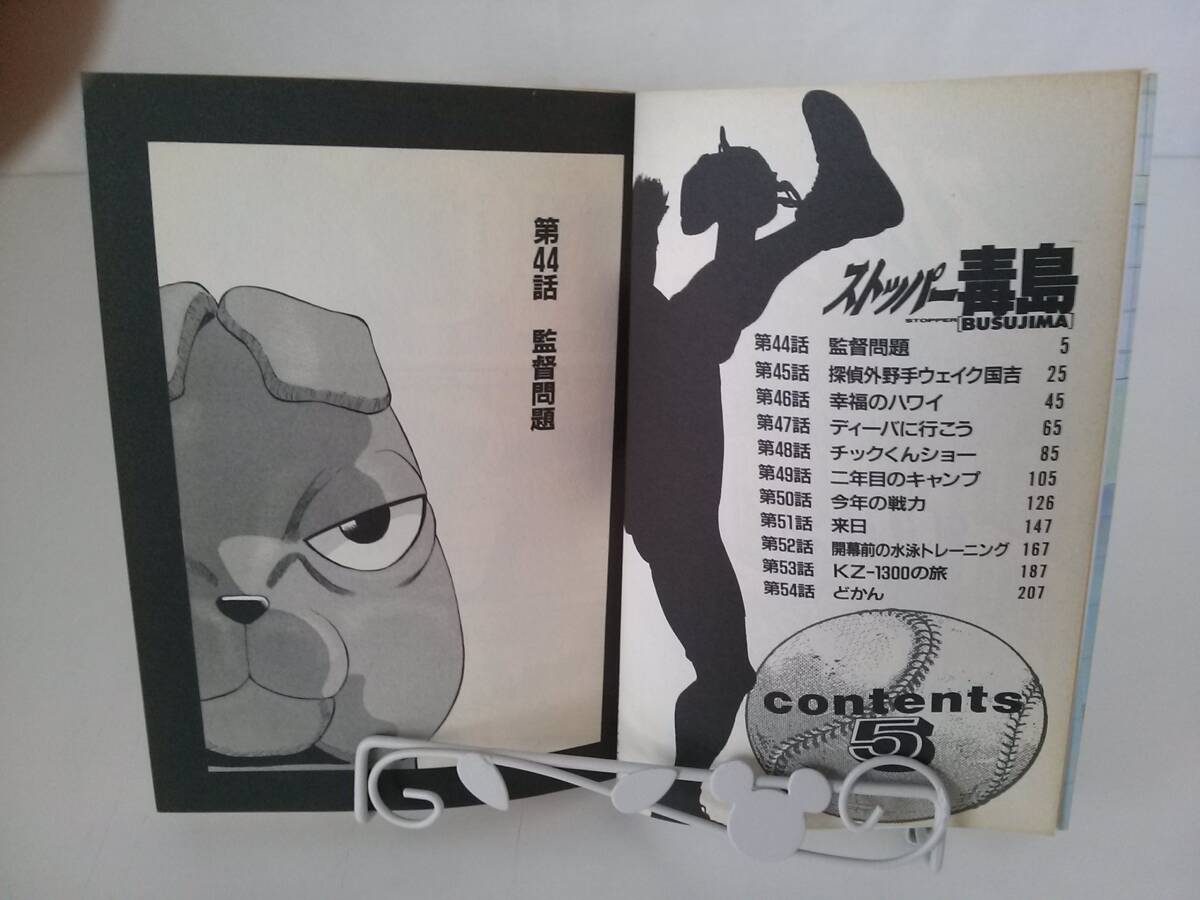 ストッパー毒島
STOPPER [BUSUJIMA]
第44話 監督問題 5
第45話 探偵外野手ウェイク国吉 25
第46話 幸福のハワイ 45
第47話 ディーバに行こう 65
第48話 チックくんショー 85
第49話 二年目のキャンプ 105
第50話 今年の戦力 126
第51話 来日 147
第52話 開幕前の水泳トレーニング 167
第53話 KZ-1300の旅 187
第54話 どかん 207
contents
5
第44話 監督問題